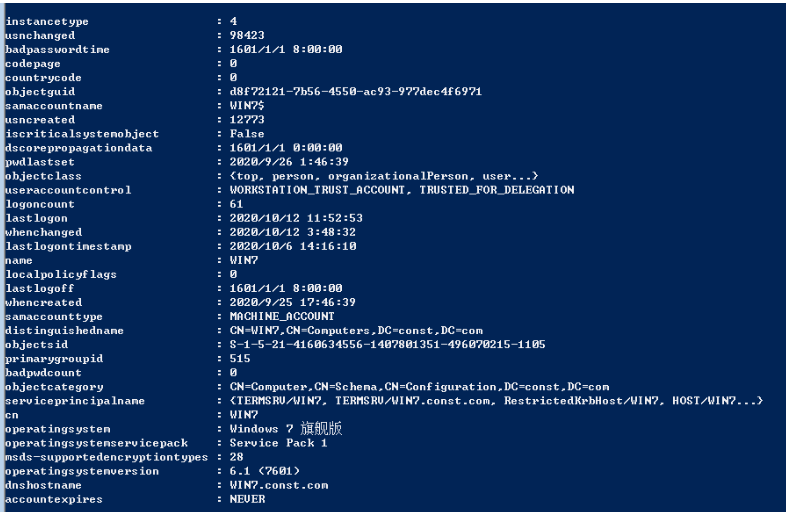 instancetype : 4
usnchanged : 98423
badpasswordtime : 1601/1/1 8:00:00
codepage : 0
countrycode : 0
objectguid : d8f72121-7b56-4550-ac93-977dec4f6971
samaccountname : WIN7$
usncreated : 12773
iscriticalsystemobject : False
dscorepropagationdata : 1601/1/1 0:00:00
pwdlastset : 2020/9/26 1:46:39
objectclass : {top, person, organizationalPerson, user...}
useraccountcontrol : WORKSTATION_TRUST_ACCOUNT, TRUSTED_FOR_DELEGATION
logoncount : 61
lastlogon : 2020/10/12 11:52:53
whenchanged : 2020/10/12 3:48:32
lastlogontimestamp : 2020/10/6 14:16:10
name : WIN7
localpolicyflags : 0
lastlogoff : 1601/1/1 8:00:00
whencreated : 2020/9/25 17:46:39
samaccounttype : MACHINE_ACCOUNT
distinguishedname : CN=WIN7,CN=Computers,DC=const,DC=com
objectsid : S-1-5-21-4160634556-1407801351-496070215-1105
primarygroupid : 515
badpwdcount : 0
objectcategory : CN=Computer,CN=Schema,CN=Configuration,DC=const,DC=com
serviceprincipalname : {TERMSRV/WIN7, TERMSRV/WIN7.const.com, RestrictedKrbHost/WIN7, HOST/WIN7...}
cn : WIN7
operatingsystem : Windows 7 旗舰版
operatingsystemservicepack : Service Pack 1
msds-supportedencryptiontypes : 28
operatingsystemversion : 6.1 (7601)
dnshostname : WIN7.const.com
accountexpires : NEVER